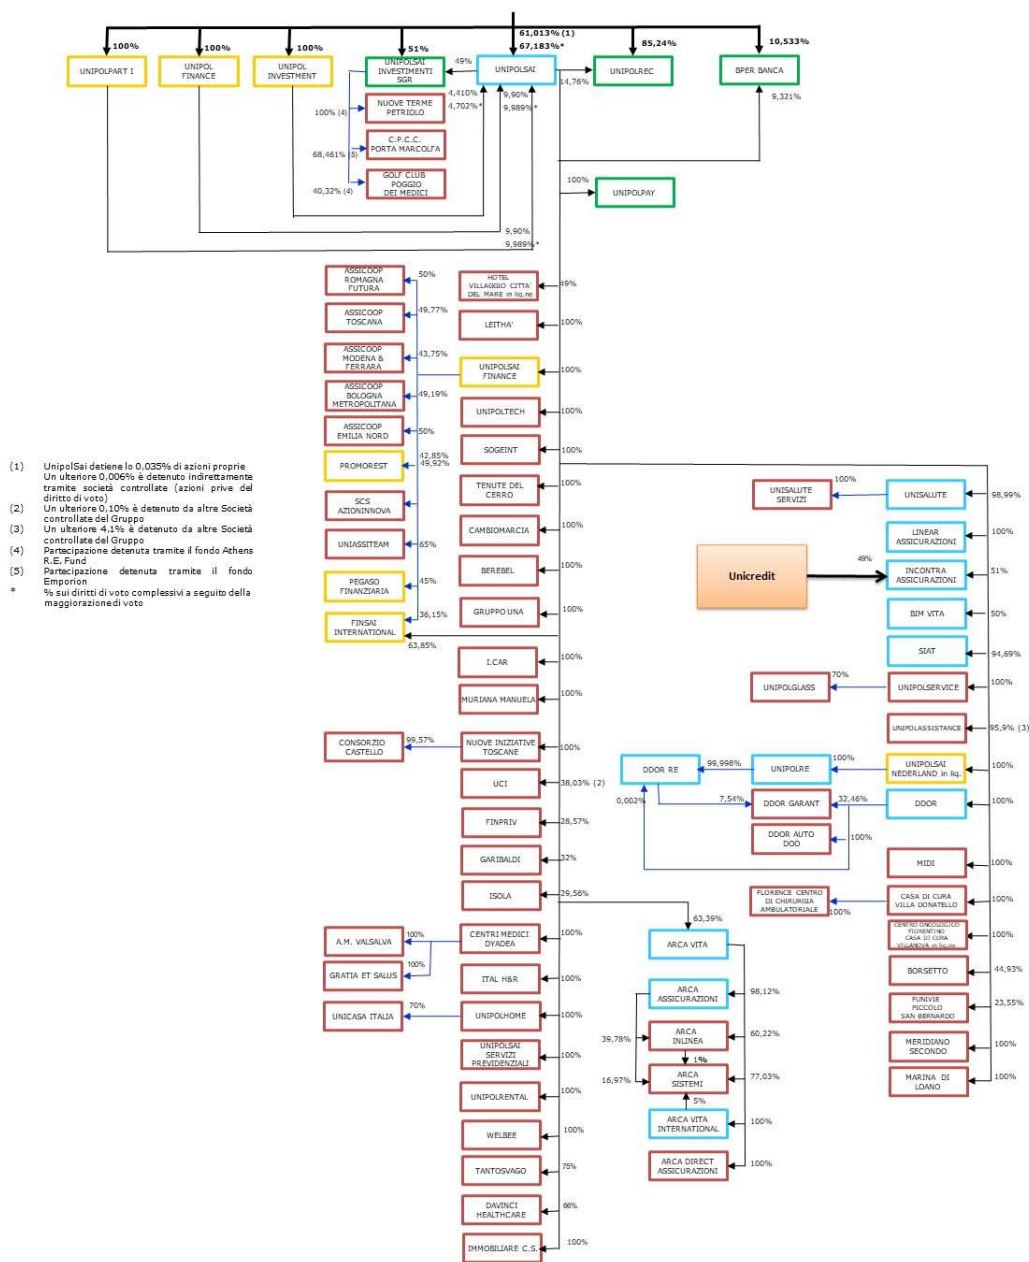 61,013% (1)
67,183%*
100%
100%
100%
51%
85,24%
10,533%
UNIPOLPART I
UNIPOL
FINANCE
UNIPOL
INVESTMENT
UNIPOLSAI
INVESTIMENTI
SGR
49%
UNIPOLSAI
14,76%
UNIPOLREC
BPER BANCA
4,410%
4,702%*
9,90%
9,989%*
9,321%
100% (4)
NUOVE TERME
PETRIOLO
68,461% (5)
C.P.C.C.
PORTA MARCOLFA
40,32% (4)
GOLF CLUB
POGGIO
DEI MEDICI
100%
UNIPOLPAY
9,90%
9,989%*
ASSICOOP
ROMAGNA
FUTURA
50%
HOTEL
VILLAGGIO CITTA'
DEL MARE in liq.ne
49%
ASSICOOP
TOSCANA
49,77%
LEITHA'
100%
ASSICOOP
MODENA &
FERRARA
43,75%
UNIPOLSAI
FINANCE
100%
ASSICOOP
BOLOGNA
METROPOLITANA
49,19%
UNIPOLTECH
100%
ASSICOOP
EMILIA NORD
50%
SOGEINT
100%
PROMOREST
42,85%
49,92%
TENUTE DEL
CERRO
100%
SCS
AZIONINNOVA
CAMBIOMARCIA
100%
UNIASSITEAM
65%
BEREBEL
100%
PEGASO
FINANZIARIA
45%
GRUPPO UNA
100%
FINSAI
INTERNATIONAL
36,15%
63,85%
(1) UnipolSai detiene lo 0,035% di azioni proprie
Un ulteriore 0,006% è detenuto indirettamente
tramite società controllate (azioni prive del
diritto di voto)
(2) Un ulteriore 0,10% è detenuto da altre Società
controllate del Gruppo
(3) Un ulteriore 4,1% è detenuto da altre Società
controllate del Gruppo
(4) Partecipazione detenuta tramite il fondo Athens
R.E. Fund
(5) Partecipazione detenuta tramite il fondo
Emporion
* % sui diritti di voto complessivi a seguito della
maggiorazione di voto
UNISALUTE
SERVIZI
100%
UNISALUTE
98,99%
LINEAR
ASSICURAZIONI
100%
Unicredit
49%
INCONTRA
ASSICURAZIONI
51%
BIM VITA
50%
SIAT
94,69%
UNIPOLGLASS
70%
UNIPOLSERVICE
100%
UNIPOLASSISTANCE
95,9% (3)
DDOR RE
99,998%
UNIPOLRE
100%
UNIPOLSAI
NEDERLAND in liq.
100%
0,002%
7,54%
DDOR GARANT
32,46%
DDOR
100%
DDOR AUTO
DOO
100%
MIDI
100%
FLORENCE CENTRO
DI CHIRURGIA
AMBULATORIALE
100%
CASA DI CURA
VILLA DONATELLO
100%
CENTRO ONCOLOGICO
FIORENTINO
CASA DI CURA
VILLANOVA in liq.ne
100%
BORSETTO
44,93%
FUNIVIE
PICCOLO
SAN BERNARDO
23,55%
MERIDIANO
SECONDO
100%
MARINA DI
LOANO
100%
I.CAR
100%
MURIANA MANUELA
100%
CONSORZIO
CASTELLO
99,57%
NUOVE INIZIATIVE
TOSCANE
100%
UCI
38,03% (2)
FINPRIV
28,57%
GARIBALDI
32%
ISOLA
29,56%
A.M. VALSALVA
100%
CENTRI MEDICI
DYADEA
100%
GRATIA ET SALUS
100%
ITAL H&R
100%
UNICASA ITALIA
70%
UNIPOLHOME
100%
UNIPOLSAI
SERVIZI
PREVIDENZIALI
100%
UNIPOLRENTAL
100%
WELBEE
100%
TANTOSVAGO
75%
DAVINCI
HEALTHCARE
66%
IMMOBILIARE C.S.
100%
63,39%
ARCA VITA
ARCA
ASSICURAZIONI
98,12%
39,78%
ARCA
INLINEA
60,22%
1%
16,97%
ARCA
SISTEMI
77,03%
5%
ARCA VITA
INTERNATIONAL
100%
ARCA DIRECT
ASSICURAZIONI
100%